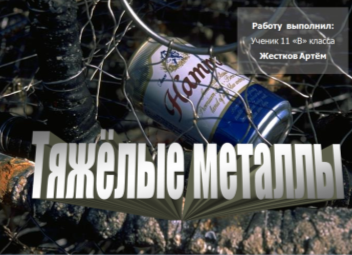 Работу выполнил:
Ученик 11 «В» класса
Жестков Артём
Тяжёлые металлы